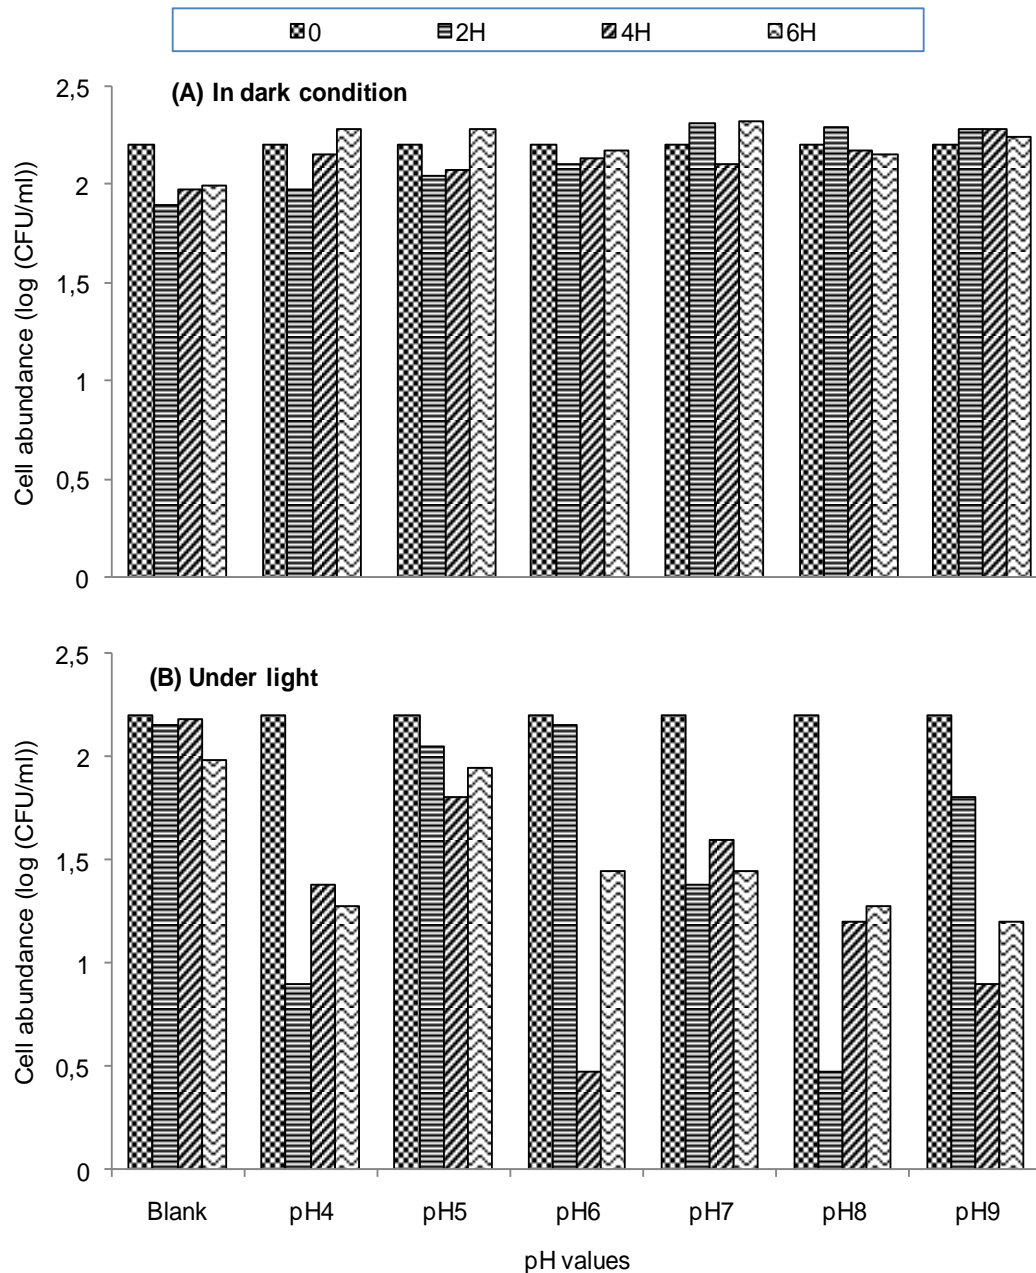 0 2H 4H 6H
(A) In dark condition
Cell abundance (log (CFU/ml))
2,5
2
1,5
1
0,5
0
(B) Under light
Cell abundance (log (CFU/ml))
2,5
2
1,5
1
0,5
0
Blank pH4 pH5 pH6 pH7 pH8 pH9
pH values